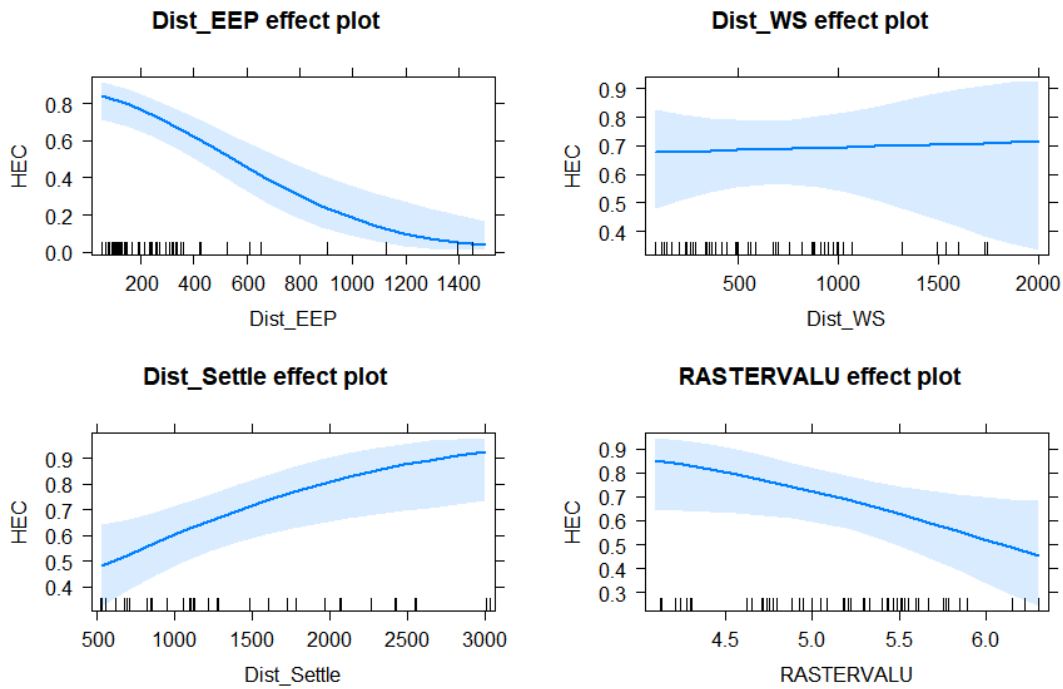 Dist_EEP effect plot
HEC
0.8
0.6
0.4
0.2
0.0
200 400 600 800 1000 1200 1400
Dist_EEP
Dist_WS effect plot
HEC
0.9
0.8
0.7
0.6
0.5
0.4
500 1000 1500 2000
Dist_WS
Dist_Settle effect plot
HEC
0.9
0.8
0.7
0.6
0.5
0.4
500 1000 1500 2000 2500 3000
Dist_Settle
RASTERVALU effect plot
HEC
0.9
0.8
0.7
0.6
0.5
0.4
0.3
4.5 5.0 5.5 6.0
RASTERVALU